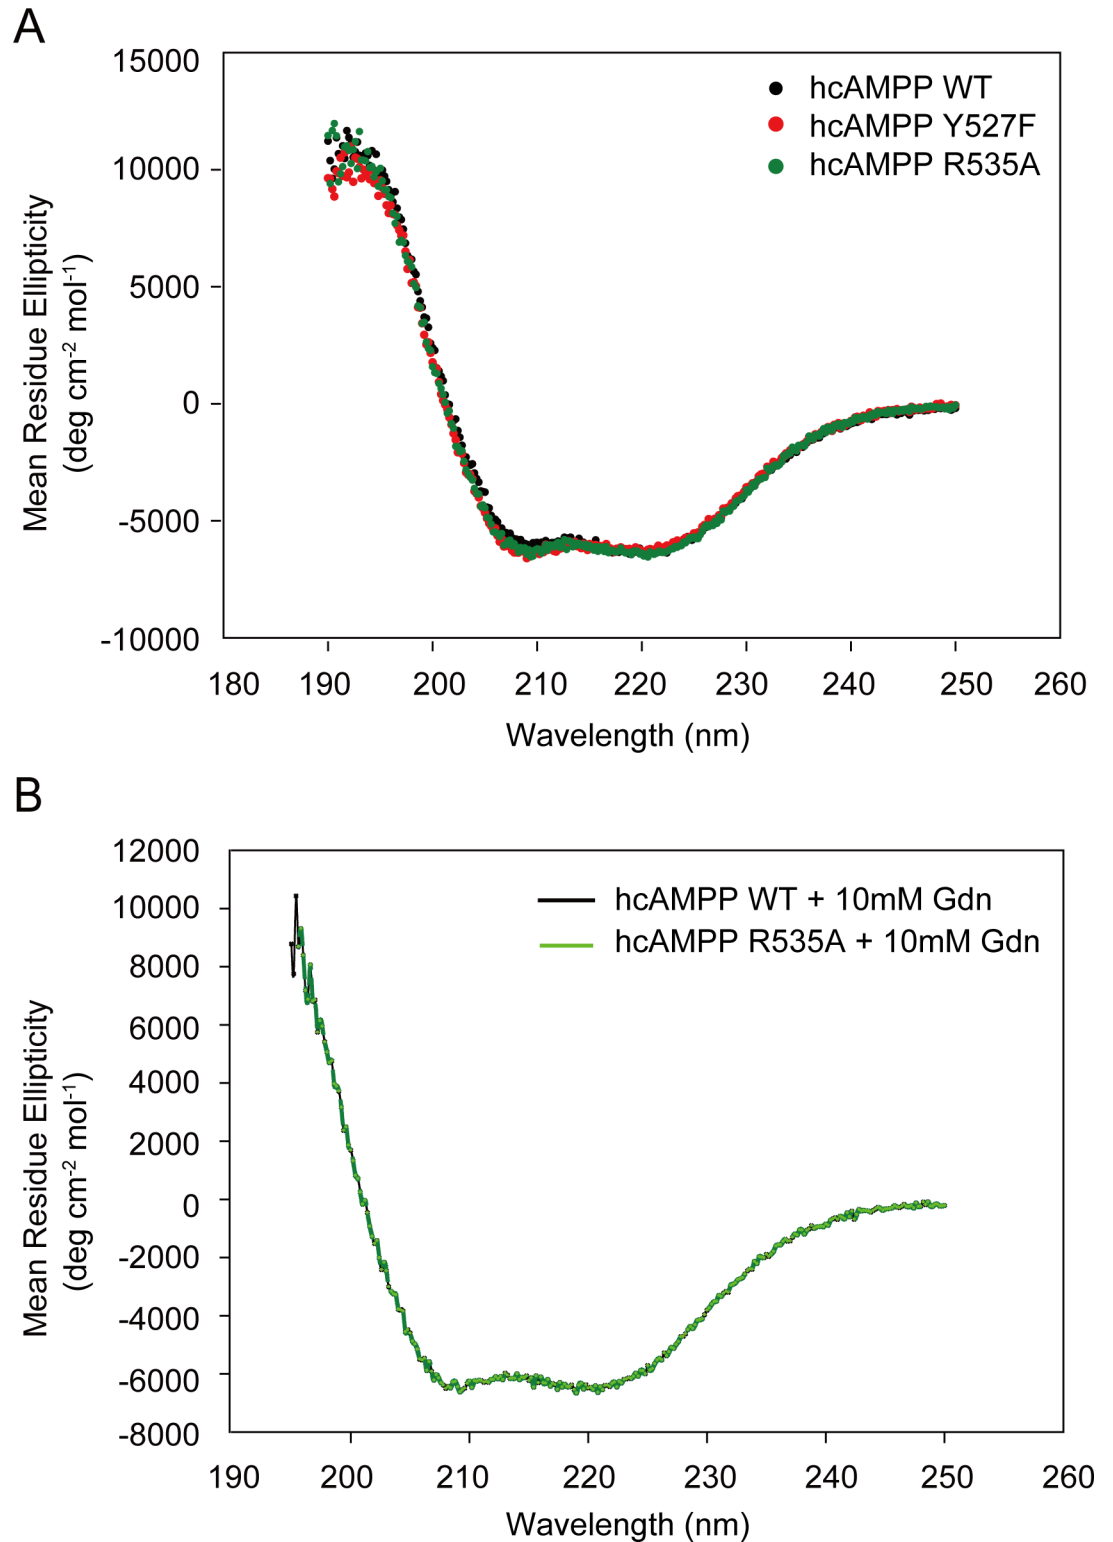 A
15000
10000
5000
0
-5000
-10000
Mean Residue Ellipticity
(deg cm⁻² mol⁻¹)
hcAMPP WT
hcAMPP Y527F
hcAMPP R535A
180 190 200 210 220 230 240 250 260
Wavelength (nm)
B
12000
10000
8000
6000
4000
2000
0
-2000
-4000
-6000
-8000
Mean Residue Ellipticity
(deg cm⁻² mol⁻¹)
hcAMPP WT + 10mM Gdn
hcAMPP R535A + 10mM Gdn
190 200 210 220 230 240 250 260
Wavelength (nm)